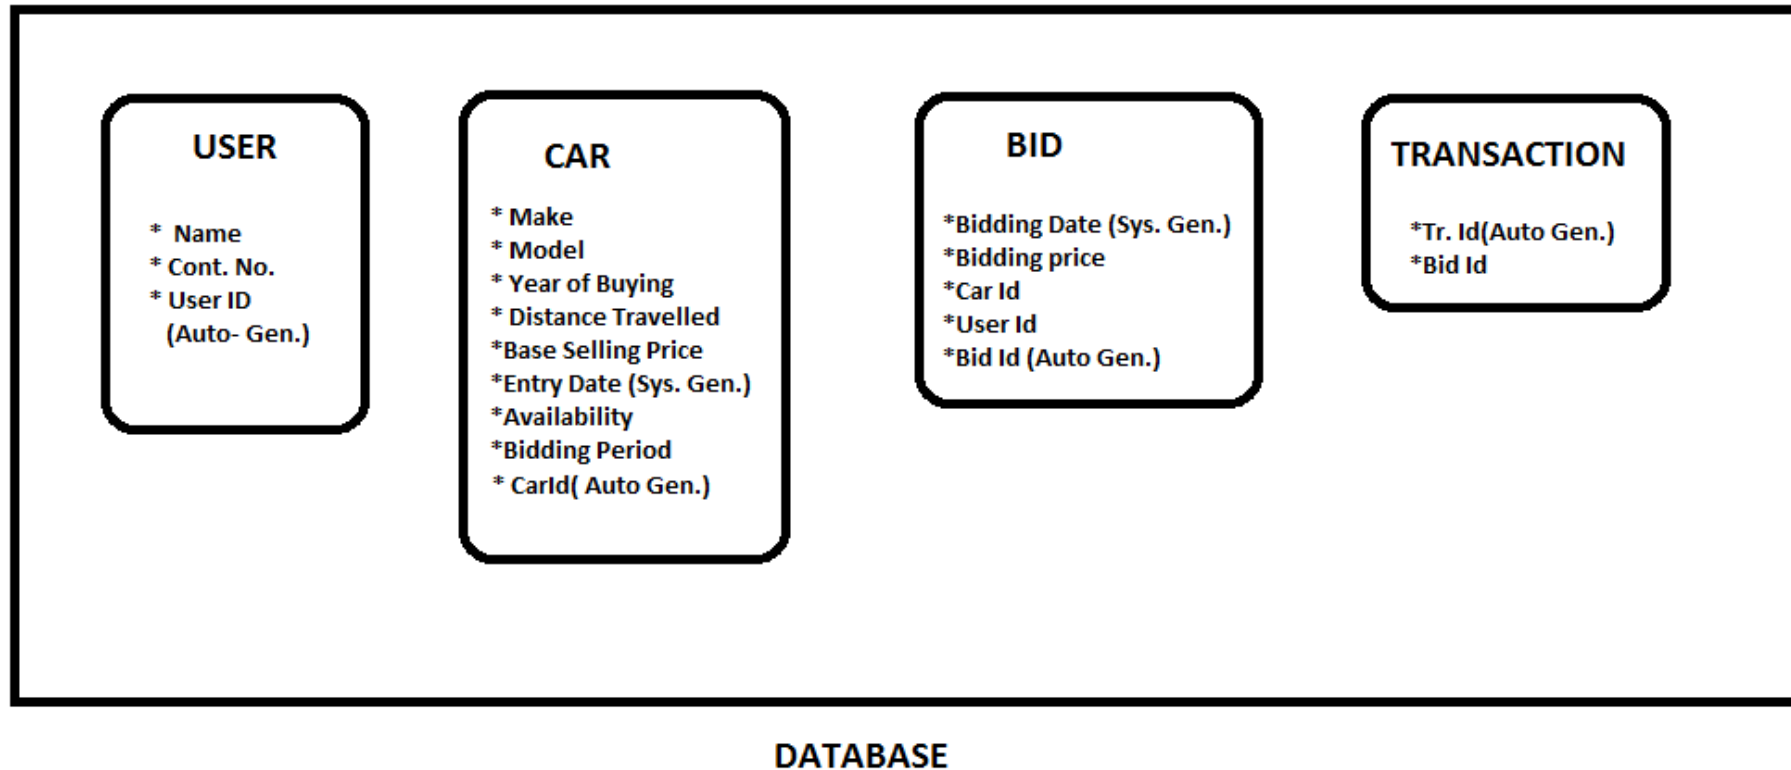 USER
* Name
* Cont. No.
* User ID
(Auto- Gen.)
CAR
* Make
* Model
* Year of Buying
* Distance Travelled
*Base Selling Price
*Entry Date (Sys. Gen.)
*Availability
*Bidding Period
* CarId( Auto Gen.)
BID
*Bidding Date (Sys. Gen.)
*Bidding price
*Car Id
*User Id
*Bid Id (Auto Gen.)
TRANSACTION
*Tr. Id(Auto Gen.)
*Bid Id
DATABASE